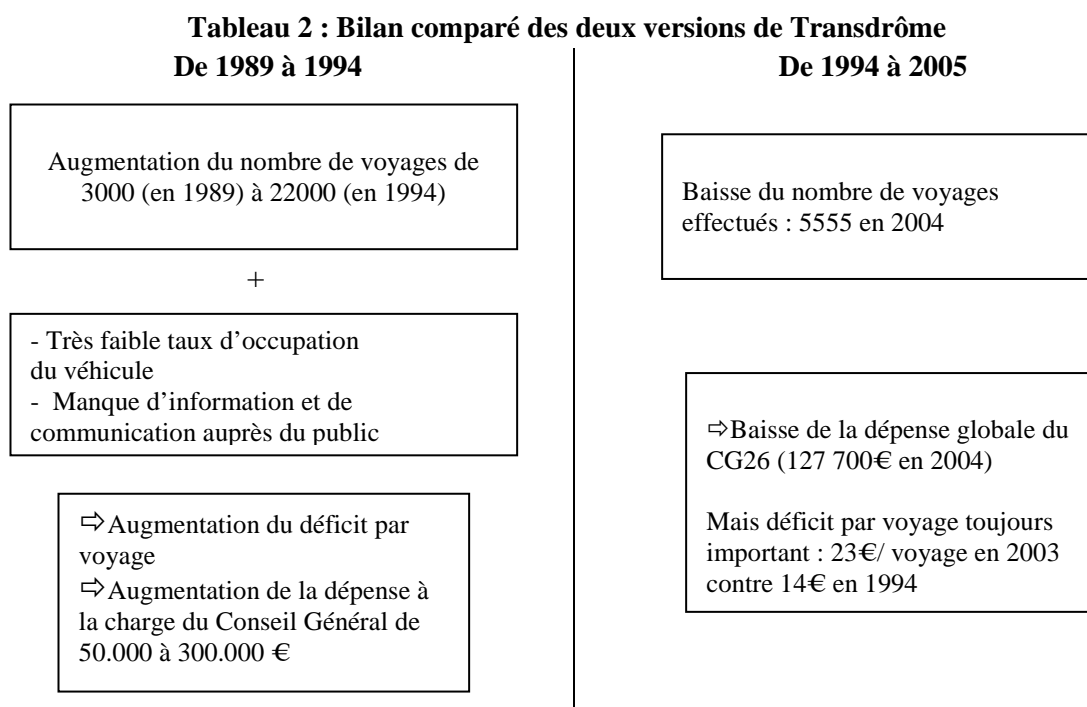 Tableau 2 : Bilan comparé des deux versions de Transdrôme
De 1989 à 1994
Augmentation du nombre de voyages de
3000 (en 1989) à 22000 (en 1994)
+
- Très faible taux d’occupation
du véhicule
- Manque d’information et de
communication auprès du public
⇨Augmentation du déficit par
voyage
⇨Augmentation de la dépense à
la charge du Conseil Général de
50.000 à 300.000 €
De 1994 à 2005
Baisse du nombre de voyages
effectués : 5555 en 2004
⇨Baisse de la dépense globale du
CG26 (127 700€ en 2004)
Mais déficit par voyage toujours
important : 23€/ voyage en 2003
contre 14€ en 1994